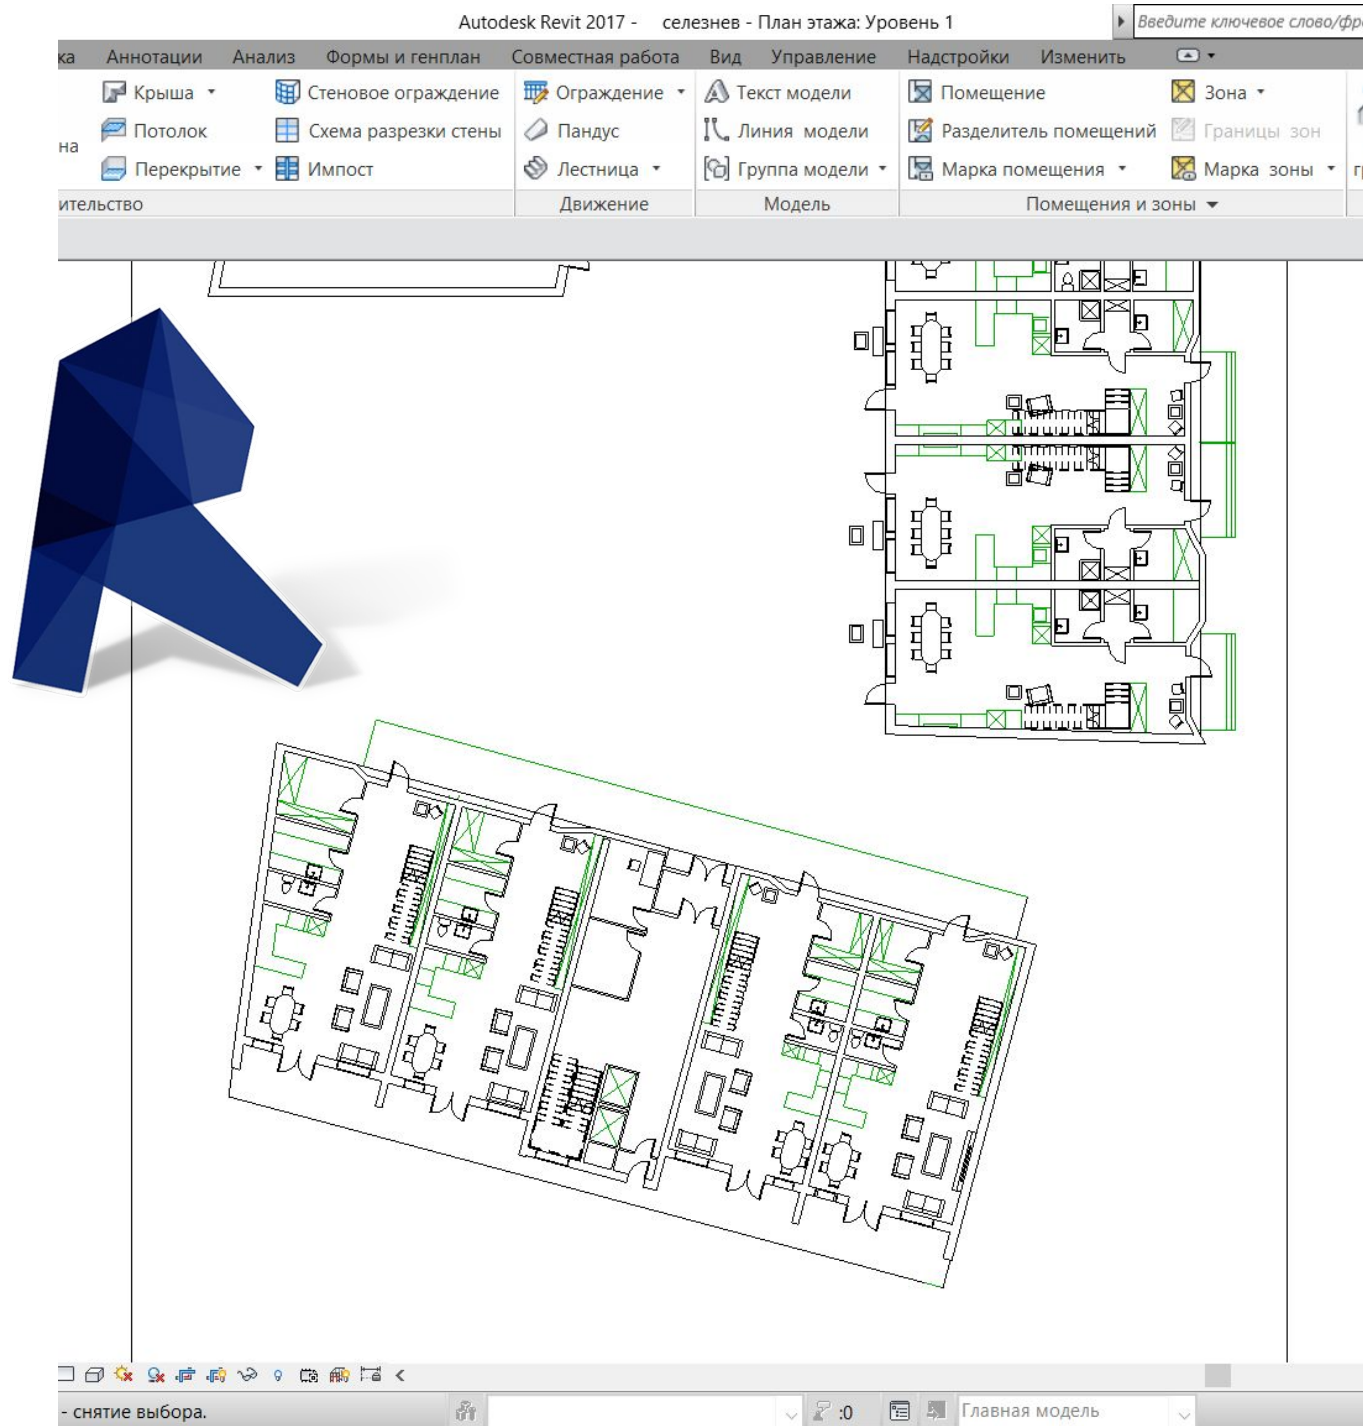 Autodesk Revit 2017 - селезнев - План этажа: Уровень 1
Введите ключевое слово/фр
ка Аннотации Анализ Формы и генплан Совместная работа Вид Управление Надстройки Изменить
Крыша Стеновое ограждение Ограждение Текст модели Помещение Зона
на Потолок Схема разрезки стены Пандус Линия модели Разделитель помещений Границы зон
Перекрытие Импост Лестница Группа модели Марка помещения Марка зоны
ительство Движение Модель Помещения и зоны
- снятие выбора. :0 Главная модель